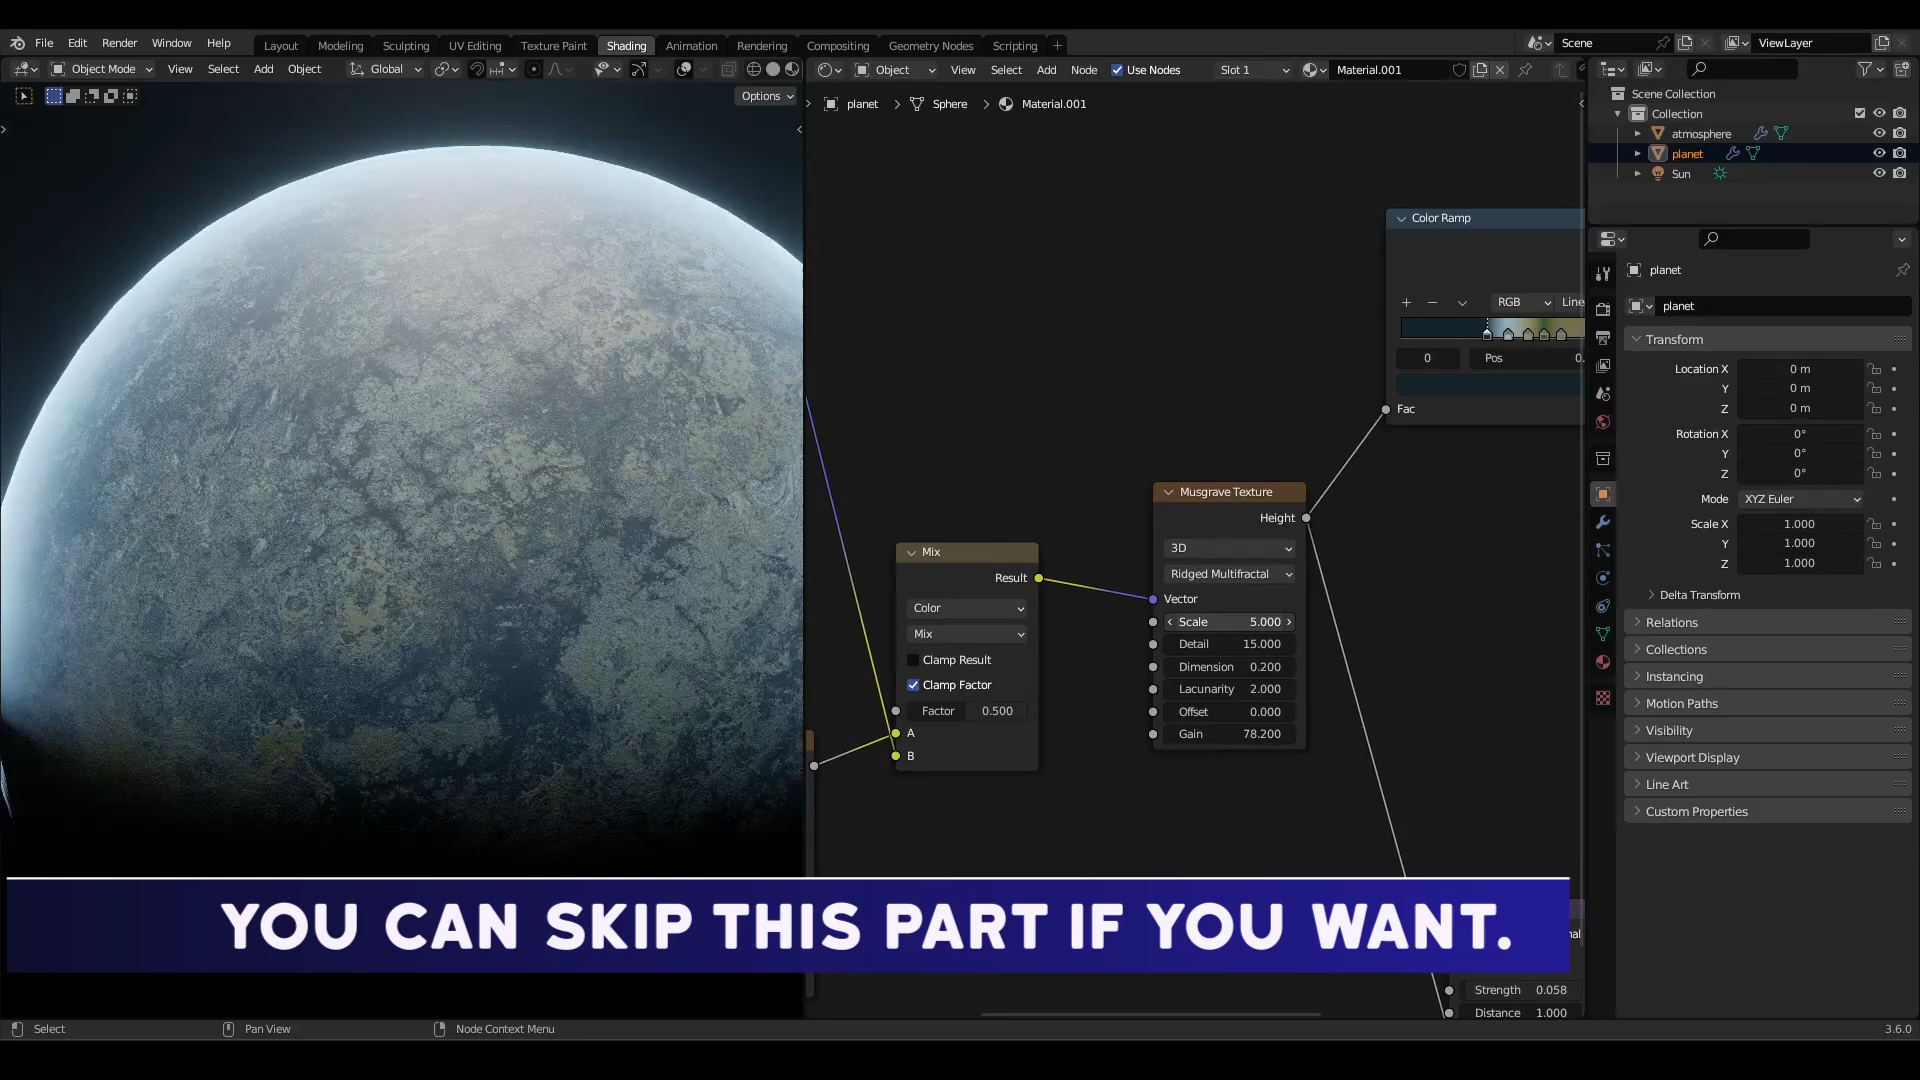 File Edit Render Window Help Layout Modeling Sculpting UV Editing Texture Paint Shading Animation Rendering Compositing Geometry Nodes Scripting + Scene ViewLayer
Object Mode View Select Add Object Global Object View Select Add Node Use Nodes Slot 1 Material.001
Options
planet > Sphere > Material.001
Scene Collection
Collection
atmosphere
planet
Sun
planet
planet
Transform
Location X 0 m
Y 0 m
Z 0 m
Rotation X 0°
Y 0°
Z 0°
Mode XYZ Euler
Scale X 1.000
Y 1.000
Z 1.000
Delta Transform
Relations
Collections
Instancing
Motion Paths
Visibility
Viewport Display
Line Art
Custom Properties
Color Ramp
RGB Line
0 Pos 0.
Fac
Musgrave Texture
Height
3D
Ridged Multifractal
Vector
Scale 5.000
Detail 15.000
Dimension 0.200
Lacunarity 2.000
Offset 0.000
Gain 78.200
Mix
Result
Color
Mix
Clamp Result
Clamp Factor
Factor 0.500
A
B
YOU CAN SKIP THIS PART IF YOU WANT.
nal
Strength 0.058
Distance 1.000
Select Pan View Node Context Menu 3.6.0